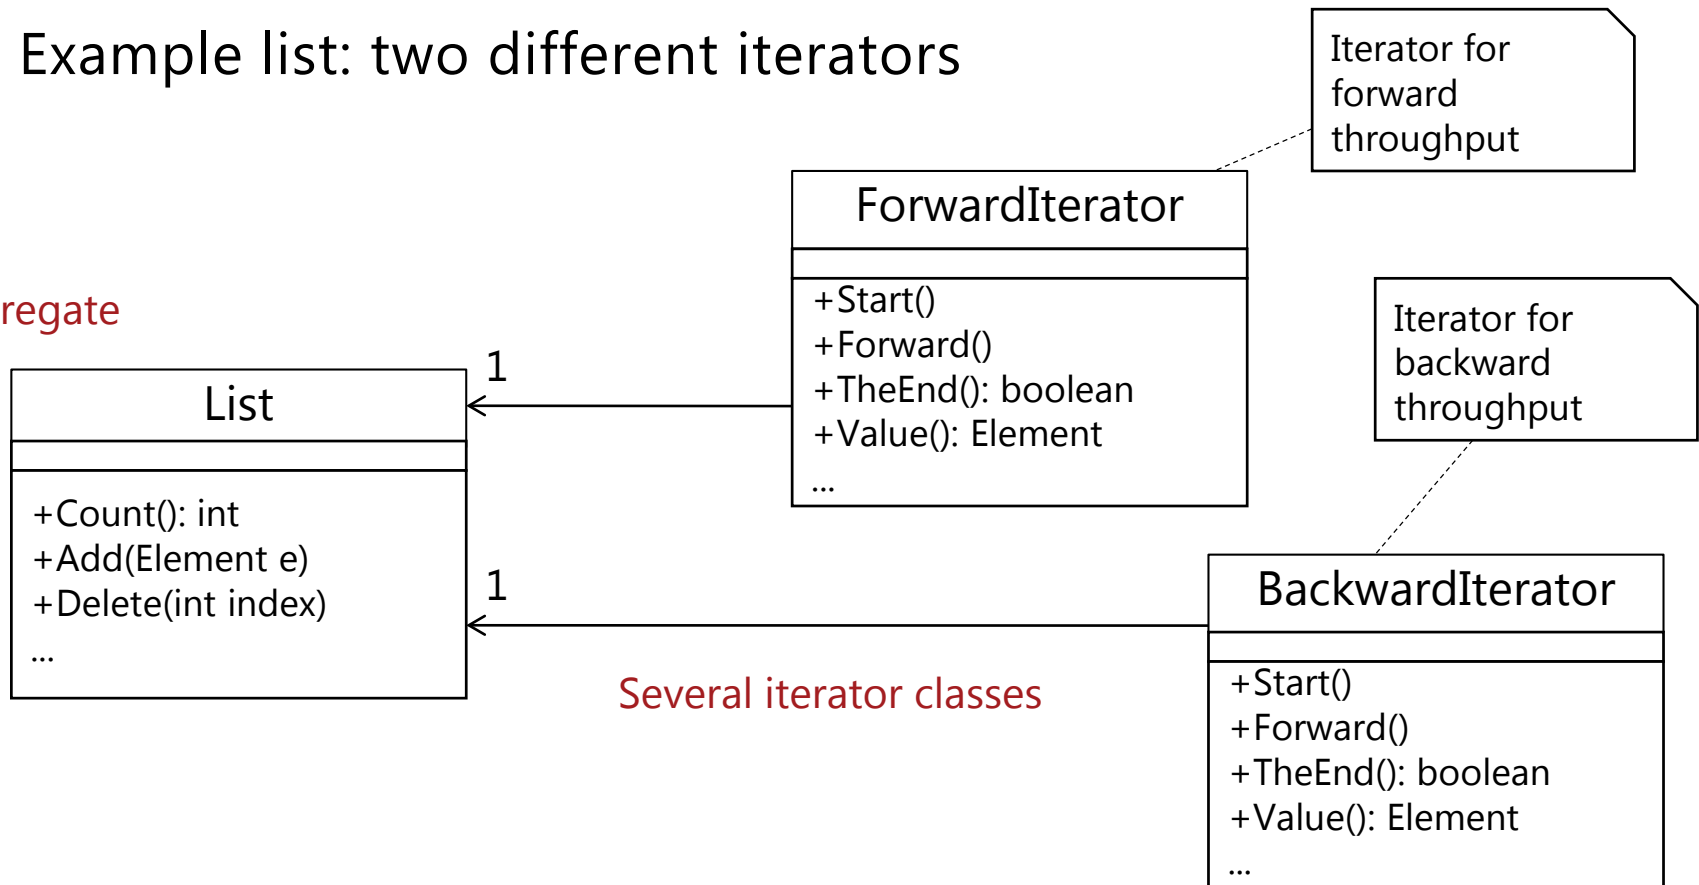 Example list: two different iterators
Iterator for
forward
throughput
ForwardIterator
+Start()
+Forward()
+TheEnd(): boolean
+Value(): Element
...
Iterator for
backward
throughput
regate
1
List
+Count(): int
+Add(Element e)
+Delete(int index)
...
1
BackwardIterator
+Start()
+Forward()
+TheEnd(): boolean
+Value(): Element
...
Several iterator classes